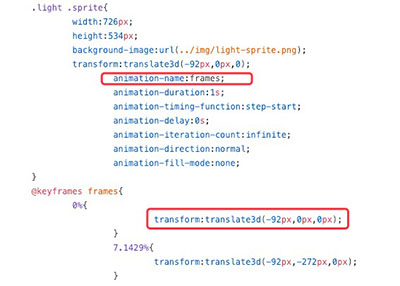 .light .sprite{
width:726px;
height:534px;
background-image:url(../img/light-sprite.png);
transform:translate3d(-92px,0px,0);
animation-name:frames;
animation-duration:1s;
animation-timing-function:step-start;
animation-delay:0s;
animation-iteration-count:infinite;
animation-direction:normal;
animation-fill-mode:none;
}
@keyframes frames{
0%{
transform:translate3d(-92px,0px,0px);
}
7.1429%{
transform:translate3d(-92px,-272px,0px);
}